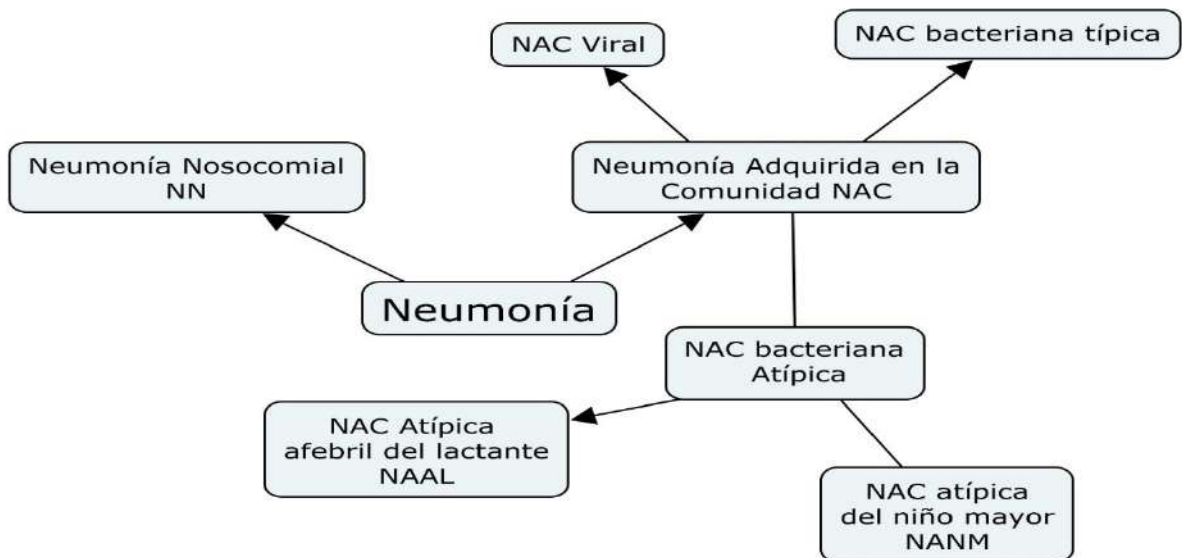 NAC Viral
NAC bacteriana típica
Neumonía Nosocomial
NN
Neumonía Adquirida en la
Comunidad NAC
Neumonía
NAC bacteriana
Atípica
NAC Atípica
afebril del lactante
NAAL
NAC atípica
del niño mayor
NANM